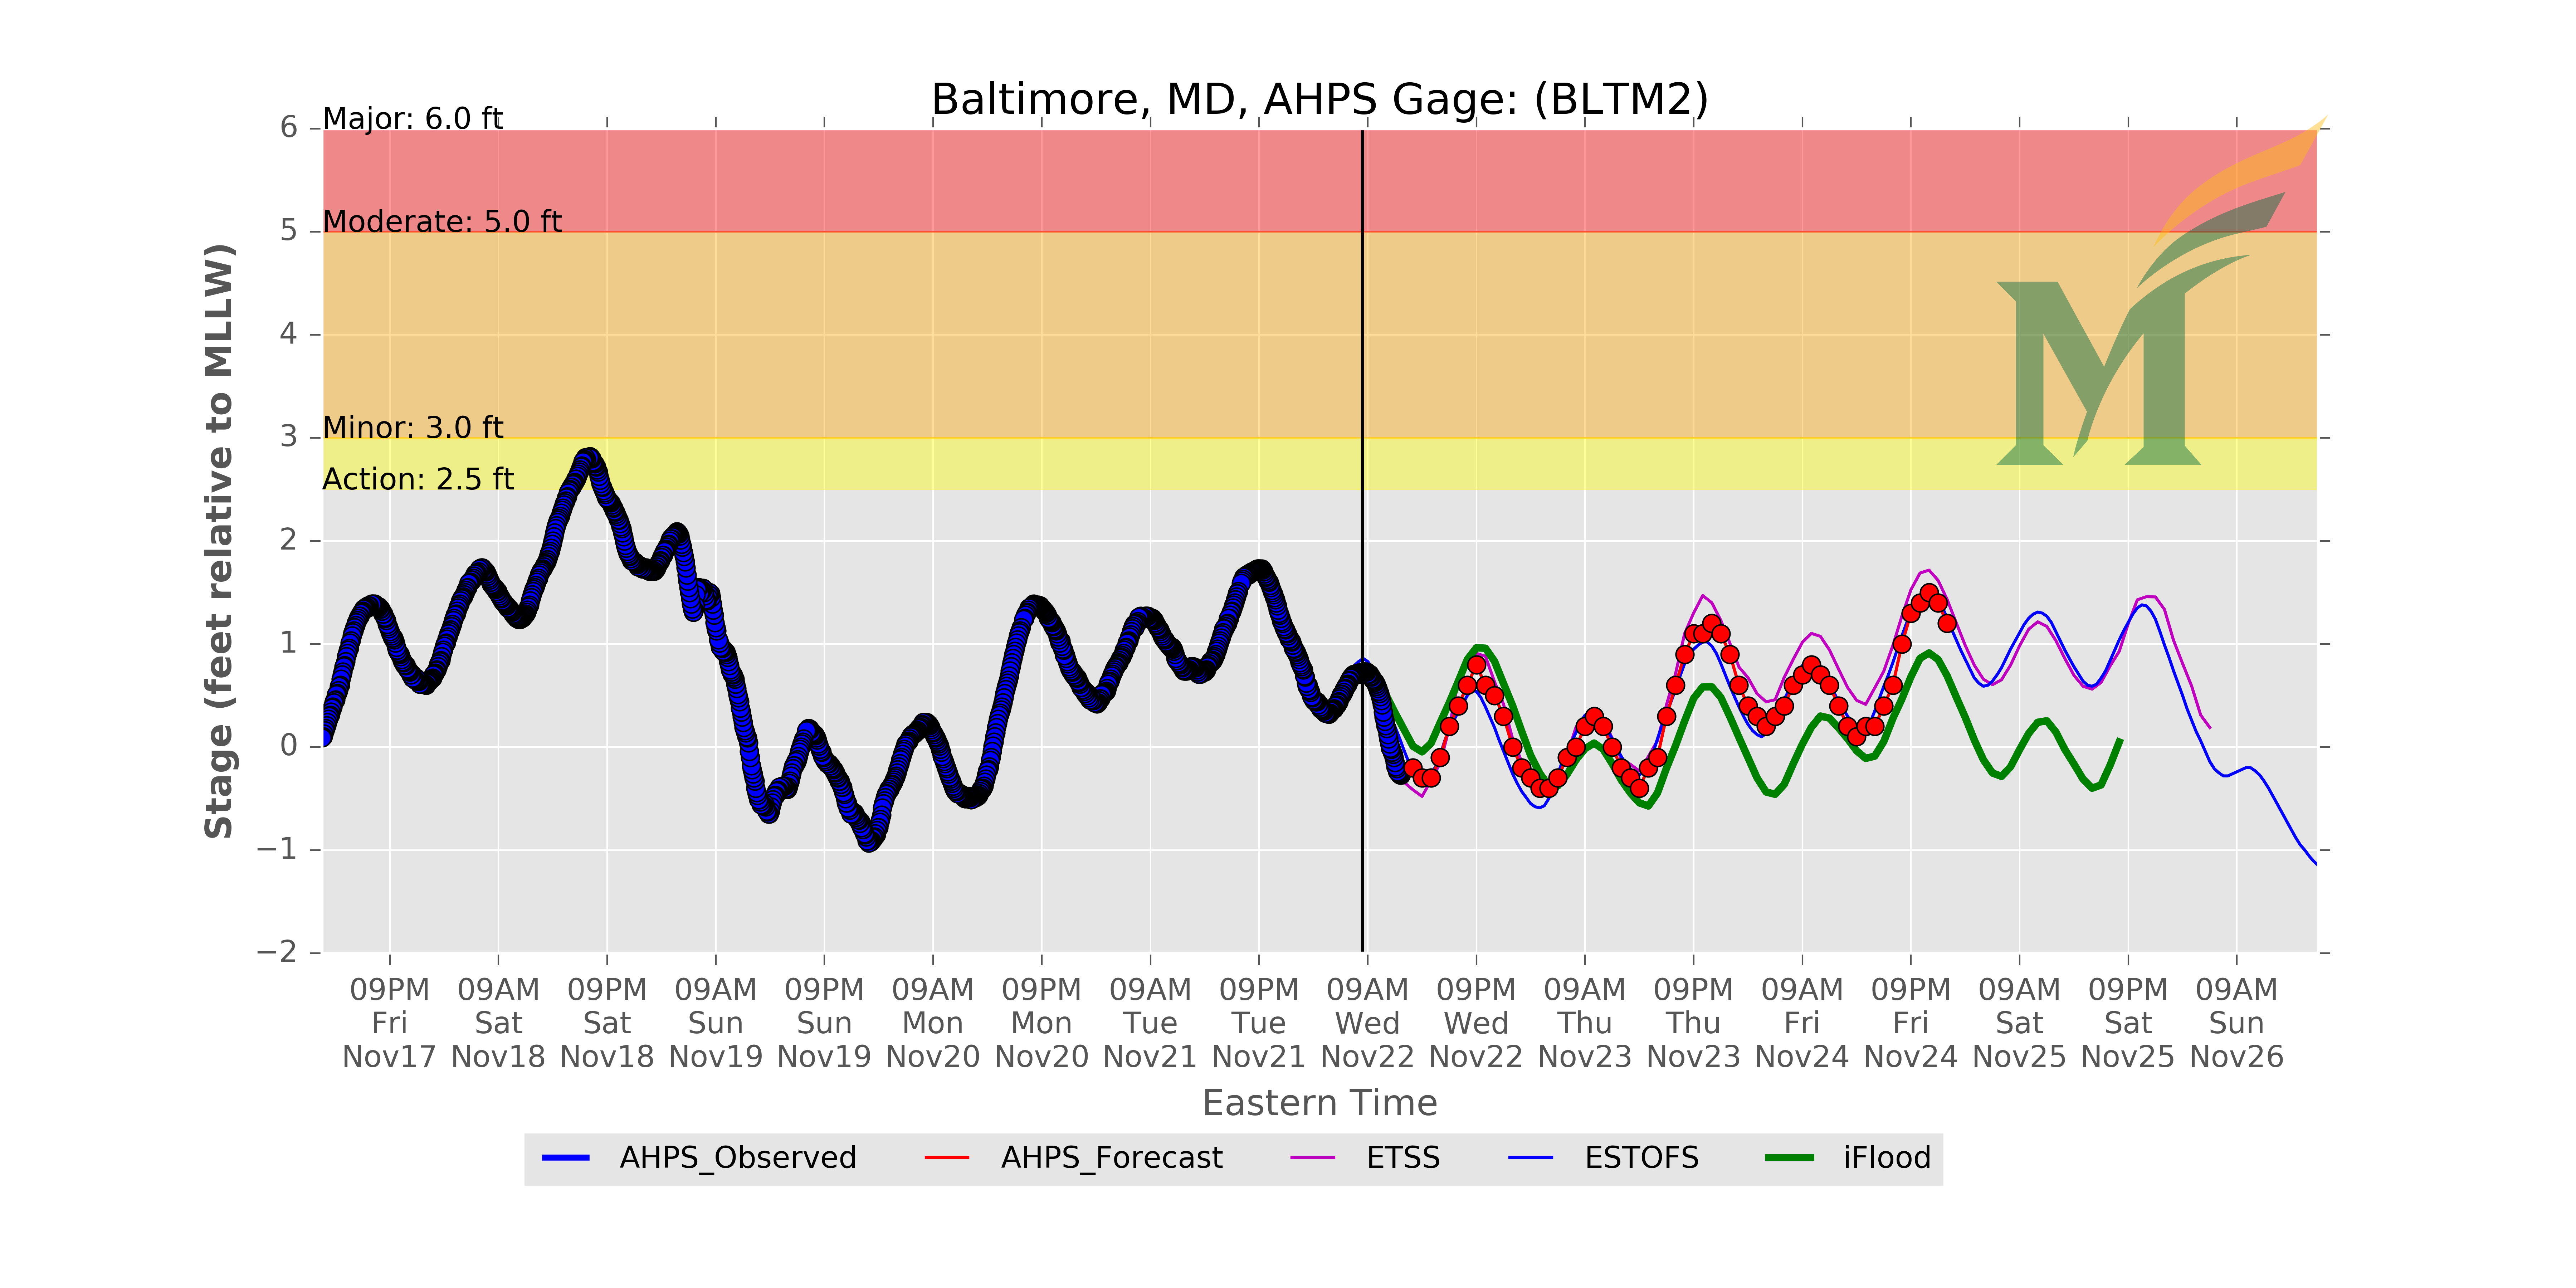 Baltimore, MD, AHPS Gage: (BLTM2)
Major: 6.0 ft
Moderate: 5.0 ft
Minor: 3.0 ft
Action: 2.5 ft
6
5
4
3
2
1
0
−1
−2
Stage (feet relative to MLLW)
09PM 09AM 09PM 09AM 09PM 09AM 09PM 09AM 09PM 09AM 09PM 09AM 09PM 09AM 09PM 09AM 09PM 09AM
Fri Sat Sat Sun Sun Mon Mon Tue Tue Wed Wed Thu Thu Fri Fri Sat Sat Sun
Nov17 Nov18 Nov18 Nov19 Nov19 Nov20 Nov20 Nov21 Nov21 Nov22 Nov22 Nov23 Nov23 Nov24 Nov24 Nov25 Nov25 Nov26
Eastern Time
AHPS_Observed AHPS_Forecast ETSS ESTOFS iFlood
M